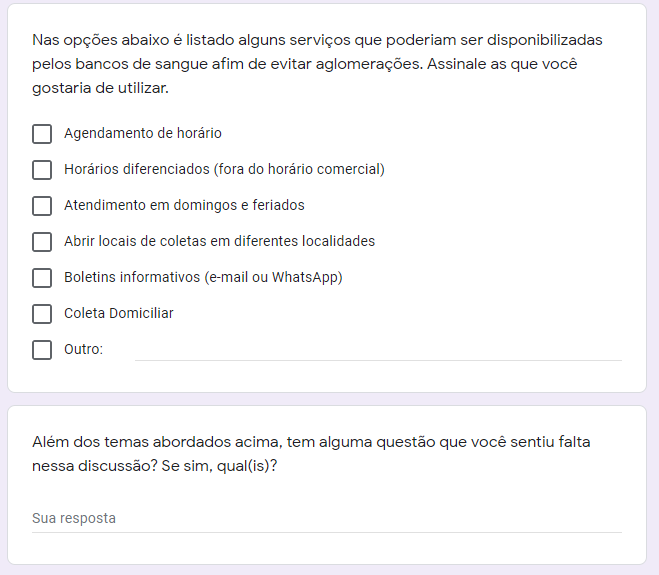 Nas opções abaixo é listado alguns serviços que poderiam ser disponibilizadas
pelos bancos de sangue afim de evitar aglomerações. Assinale as que você
gostaria de utilizar.
Agendamento de horário
Horários diferenciados (fora do horário comercial)
Atendimento em domingos e feriados
Abrir locais de coletas em diferentes localidades
Boletins informativos (e-mail ou WhatsApp)
Coleta Domiciliar
Outro:
Além dos temas abordados acima, tem alguma questão que você sentiu falta
nessa discussão? Se sim, qual(is)?
Sua resposta